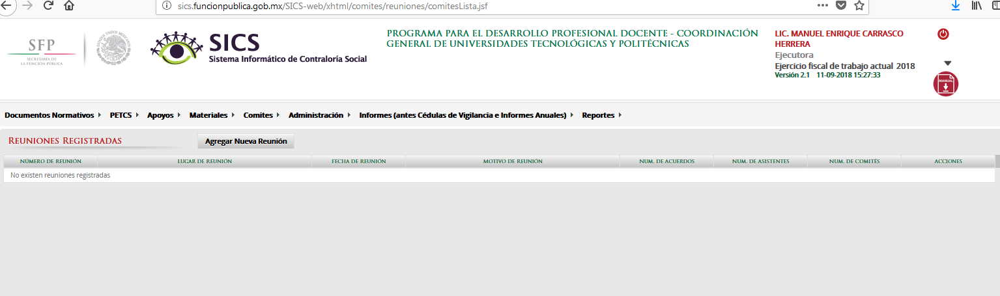 sics.funcionpublica.gob.mx/SICS-web/xhtml/comites/reuniones/comitesLista.jsf
SFP
SECRETARÍA DE
LA FUNCIÓN PÚBLICA
ESTADOS UNIDOS MEXICANOS
SICS
Sistema Informático de Contraloría Social
PROGRAMA PARA EL DESARROLLO PROFESIONAL DOCENTE - COORDINACIÓN
GENERAL DE UNIVERSIDADES TECNOLÓGICAS Y POLITÉCNICAS
LIC. MANUEL ENRIQUE CARRASCO
HERRERA
Ejecutora
Ejercicio fiscal de trabajo actual 2018
Versión 2.1 11-09-2018 15:27:33
MANUAL
Documentos Normativos PETCS Apoyos Materiales Comites Administración Informes (antes Cédulas de Vigilancia e Informes Anuales) Reportes
REUNIONES REGISTRADAS Agregar Nueva Reunión
NÚMERO DE REUNIÓN LUGAR DE REUNIÓN FECHA DE REUNIÓN MOTIVO DE REUNIÓN NUM. DE ACUERDOS NUM. DE ASISTENTES NUM. DE COMITÉS ACCIONES
No existen reuniones registradas